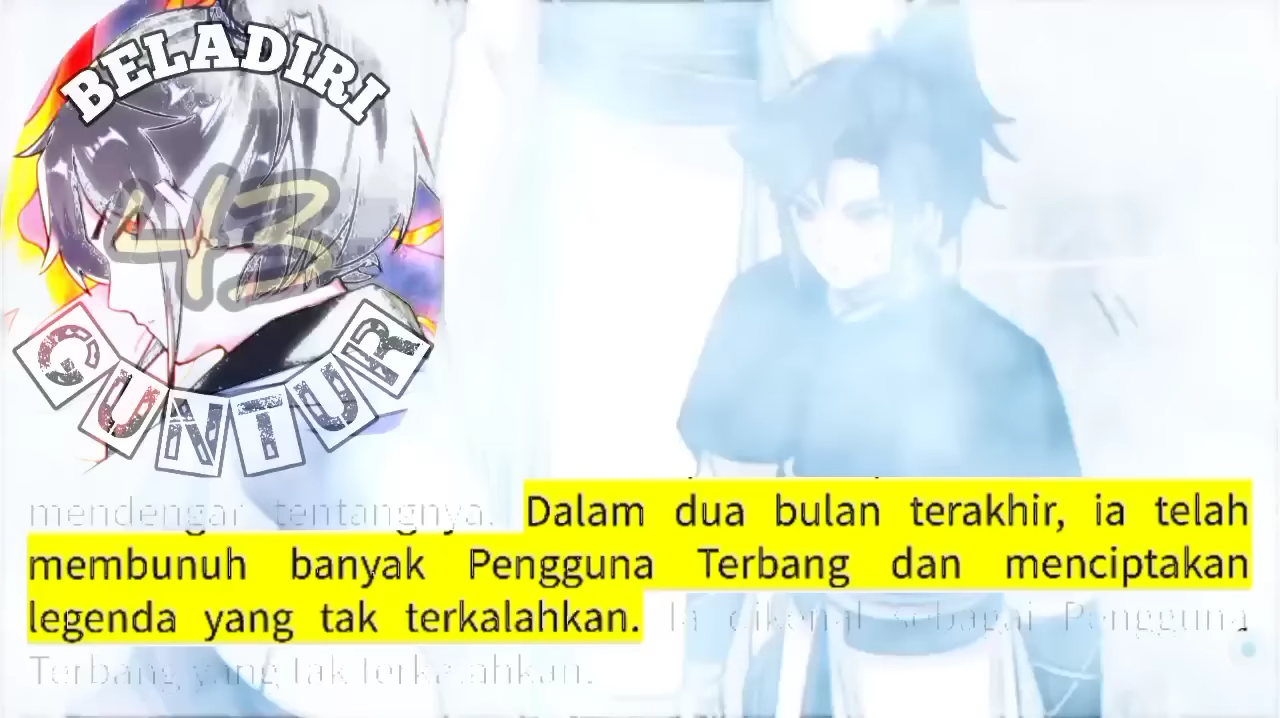 BELADIRI
43
GUNTUR
mendengar tentangnya. Dalam dua bulan terakhir, ia telah
membunuh banyak Pengguna Terbang dan menciptakan
legenda yang tak terkalahkan. Ia dikenal sebagai Pengguna
Terbang yang tak terkalahkan.